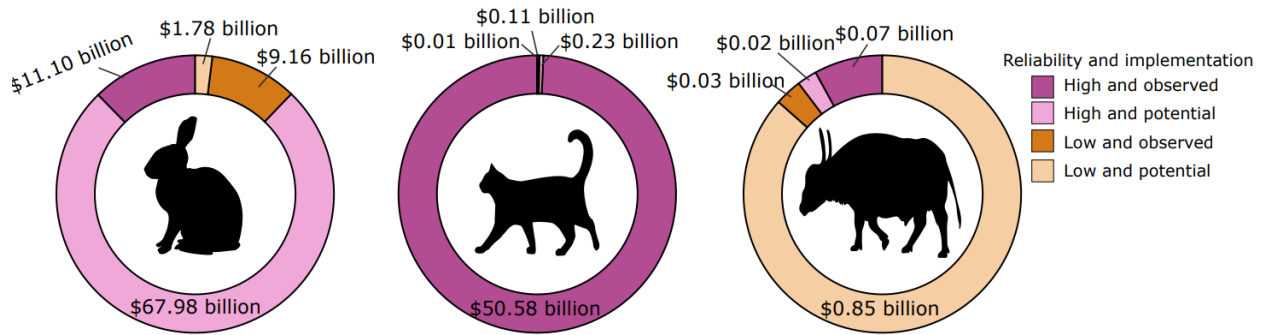 $11.10 billion
$1.78 billion
$9.16 billion
$67.98 billion
$0.11 billion
$0.01 billion
$0.23 billion
$50.58 billion
$0.02 billion
$0.07 billion
$0.03 billion
$0.85 billion
Reliability and implementation
High and observed
High and potential
Low and observed
Low and potential